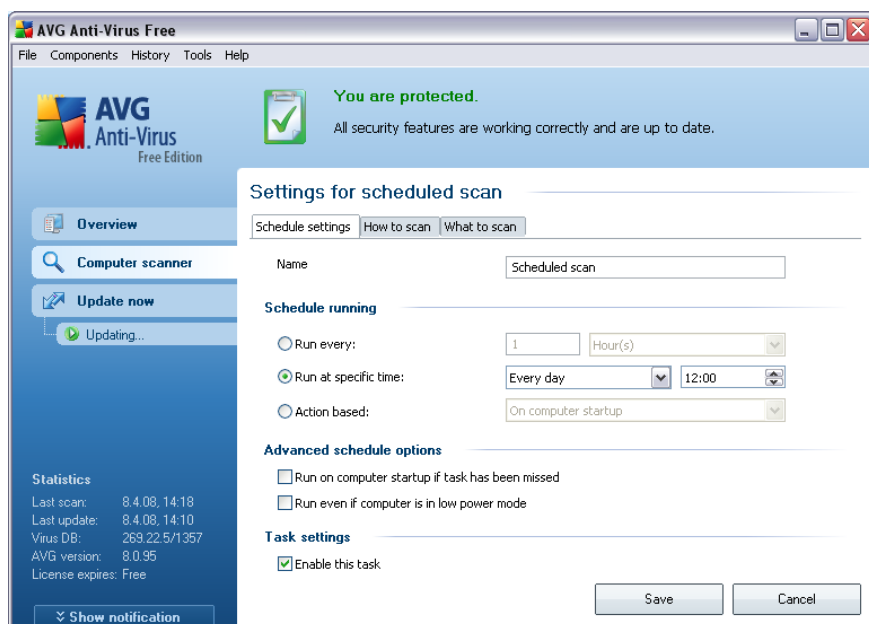 AVG Anti-Virus Free
File Components History Tools Help
AVG
Anti-Virus
Free Edition
You are protected.
All security features are working correctly and are up to date.
Overview
Computer scanner
Update now
Updating...
Settings for scheduled scan
Schedule settings How to scan What to scan
Name Scheduled scan
Schedule running
Run every: 1 Hour(s)
Run at specific time: Every day 12:00
Action based: On computer startup
Advanced schedule options
Run on computer startup if task has been missed
Run even if computer is in low power mode
Task settings
Enable this task
Save Cancel
Statistics
Last scan: 8.4.08, 14:18
Last update: 8.4.08, 14:10
Virus DB: 269.22.5/1357
AVG version: 8.0.95
License expires: Free
Show notification